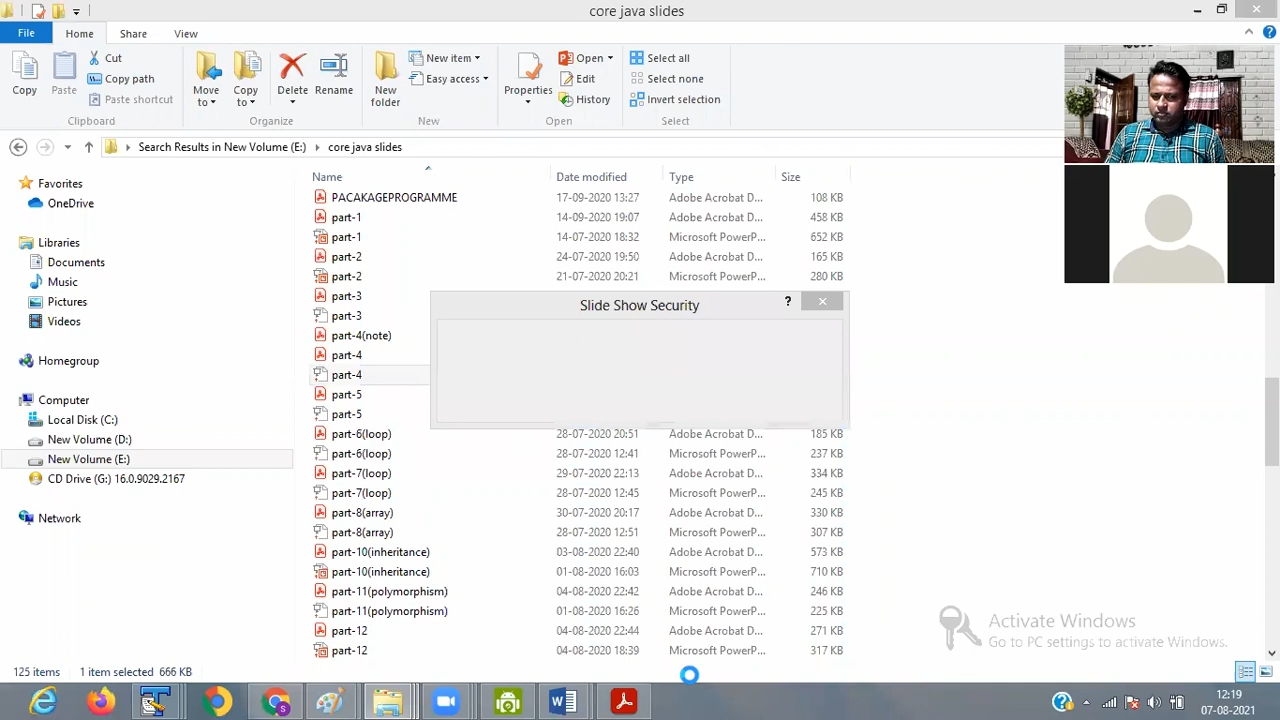 core java slides
File Home Share View
Copy Paste Cut Copy path Paste shortcut Move to Copy to Delete Rename New folder New item Easy access Properties Open Edit History Select all Select none Invert selection
Clipboard Organize New Open Select
Search Results in New Volume (E:) core java slides
Favorites
OneDrive
Libraries
Documents
Music
Pictures
Videos
Homegroup
Computer
Local Disk (C:)
New Volume (D:)
New Volume (E:)
CD Drive (G:) 16.0.9029.2167
Network
Name Date modified Type Size
PACAKAGEPROGRAMME 17-09-2020 13:27 Adobe Acrobat D... 108 KB
part-1 14-09-2020 19:07 Adobe Acrobat D... 458 KB
part-1 14-07-2020 18:32 Microsoft PowerP... 652 KB
part-2 24-07-2020 19:50 Adobe Acrobat D... 165 KB
part-2 21-07-2020 20:21 Microsoft PowerP... 280 KB
part-3
part-3
part-4(note)
part-4
part-4
part-5
part-5
Slide Show Security ?
part-6(loop) 28-07-2020 20:51 Adobe Acrobat D... 185 KB
part-6(loop) 28-07-2020 12:41 Microsoft PowerP... 237 KB
part-7(loop) 29-07-2020 22:13 Adobe Acrobat D... 334 KB
part-7(loop) 28-07-2020 12:45 Microsoft PowerP... 245 KB
part-8(array) 30-07-2020 20:17 Adobe Acrobat D... 330 KB
part-8(array) 28-07-2020 12:51 Microsoft PowerP... 307 KB
part-10(inheritance) 03-08-2020 22:40 Adobe Acrobat D... 573 KB
part-10(inheritance) 01-08-2020 16:03 Microsoft PowerP... 710 KB
part-11(polymorphism) 04-08-2020 22:42 Adobe Acrobat D... 246 KB
part-11(polymorphism) 01-08-2020 16:26 Microsoft PowerP... 225 KB
part-12 04-08-2020 22:44 Adobe Acrobat D... 271 KB
part-12 04-08-2020 18:39 Microsoft PowerP... 317 KB
Activate Windows
Go to PC settings to activate Windows.
125 items 1 item selected 666 KB
12:19
07-08-2021